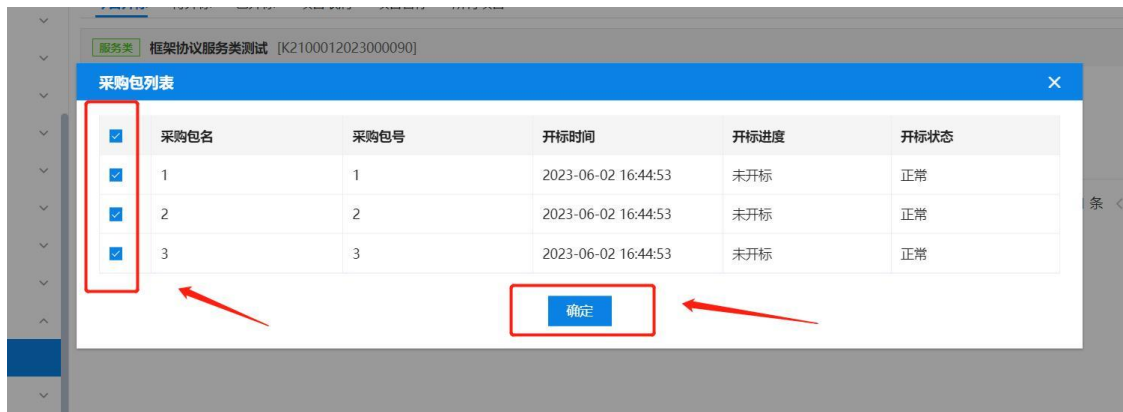 服务类 框架协议服务类测试 [K2100012023000090]
采购包列表
采购包名 采购包号 开标时间 开标进度 开标状态
1 1 2023-06-02 16:44:53 未开标 正常
2 2 2023-06-02 16:44:53 未开标 正常
条
3 3 2023-06-02 16:44:53 未开标 正常
确定